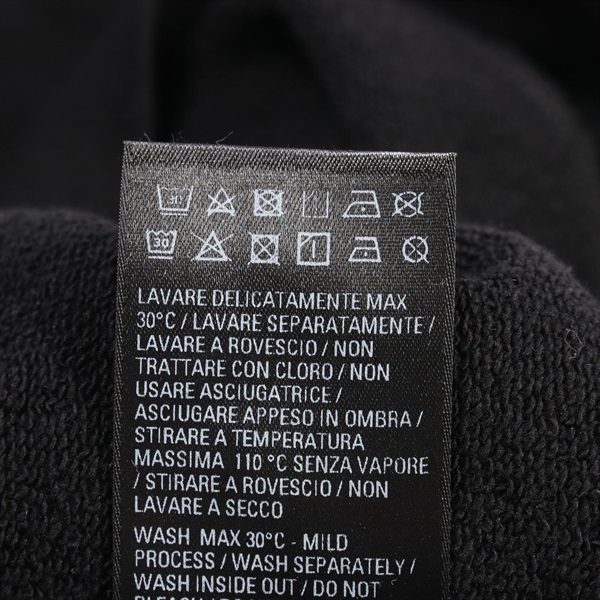 30
30
LAVARE DELICATAMENTE MAX
30°C / LAVARE SEPARATAMENTE /
LAVARE A ROVESCIO / NON
TRATTARE CON CLORO / NON
USARE ASCIUGATRICE /
ASCIUGARE APPESO IN OMBRA /
STIRARE A TEMPERATURA
MASSIMA 110°C SENZA VAPORE
/ STIRARE A ROVESCIO / NON
LAVARE A SECCO
WASH MAX 30°C - MILD
PROCESS / WASH SEPARATELY /
WASH INSIDE OUT / DO NOT